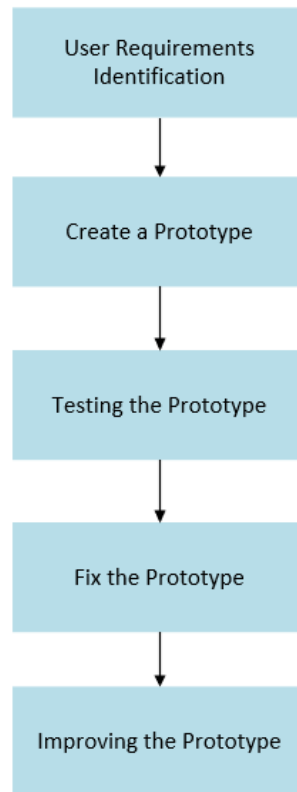 User Requirements
Identification
Create a Prototype
Testing the Prototype
Fix the Prototype
Improving the Prototype